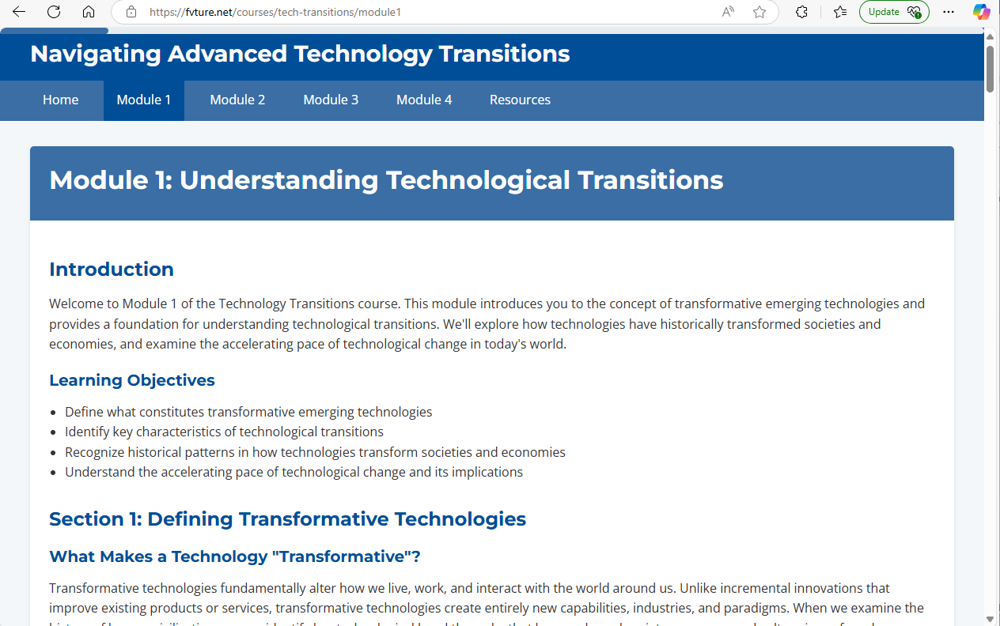 https://fvture.net/courses/tech-transitions/module1
Update
Navigating Advanced Technology Transitions
Home Module 1 Module 2 Module 3 Module 4 Resources
Module 1: Understanding Technological Transitions
Introduction
Welcome to Module 1 of the Technology Transitions course. This module introduces you to the concept of transformative emerging technologies and
provides a foundation for understanding technological transitions. We'll explore how technologies have historically transformed societies and
economies, and examine the accelerating pace of technological change in today's world.
Learning Objectives
• Define what constitutes transformative emerging technologies
• Identify key characteristics of technological transitions
• Recognize historical patterns in how technologies transform societies and economies
• Understand the accelerating pace of technological change and its implications
Section 1: Defining Transformative Technologies
What Makes a Technology "Transformative"?
Transformative technologies fundamentally alter how we live, work, and interact with the world around us. Unlike incremental innovations that
improve existing products or services, transformative technologies create entirely new capabilities, industries, and paradigms. When we examine the